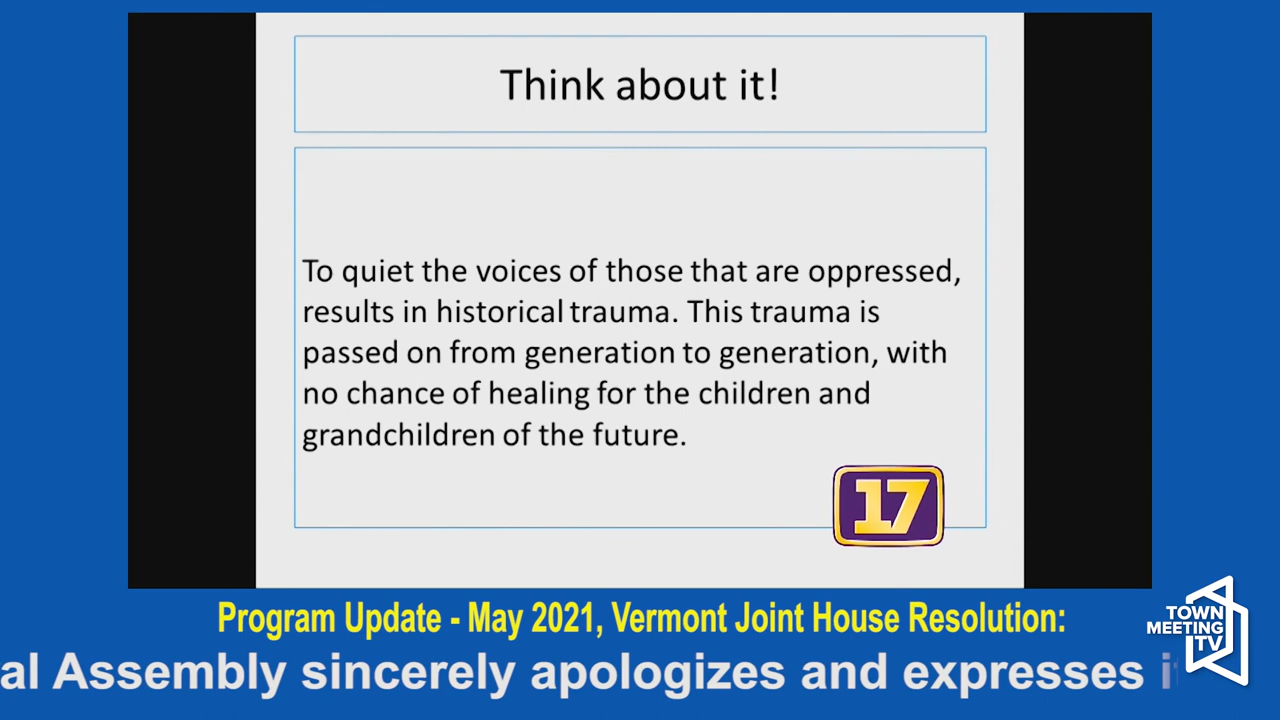 Think about it!
To quiet the voices of those that are oppressed,
results in historical trauma. This trauma is
passed on from generation to generation, with
no chance of healing for the children and
grandchildren of the future.
17
Program Update - May 2021, Vermont Joint House Resolution:
al Assembly sincerely apologizes and expresses
TOWN
MEETING
TV